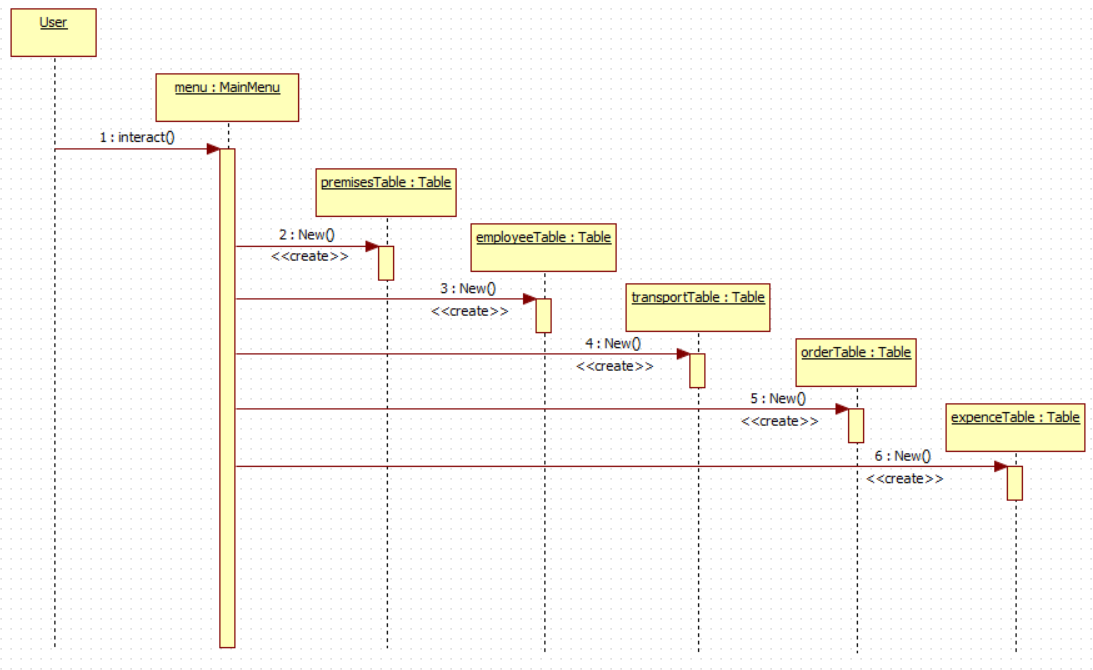 User
menu : MainMenu
1 : interact()
premisesTable : Table
2 : New()
<<create>>
employeeTable : Table
3 : New()
<<create>>
transportTable : Table
4 : New()
<<create>>
orderTable : Table
5 : New()
<<create>>
expenceTable : Table
6 : New()
<<create>>